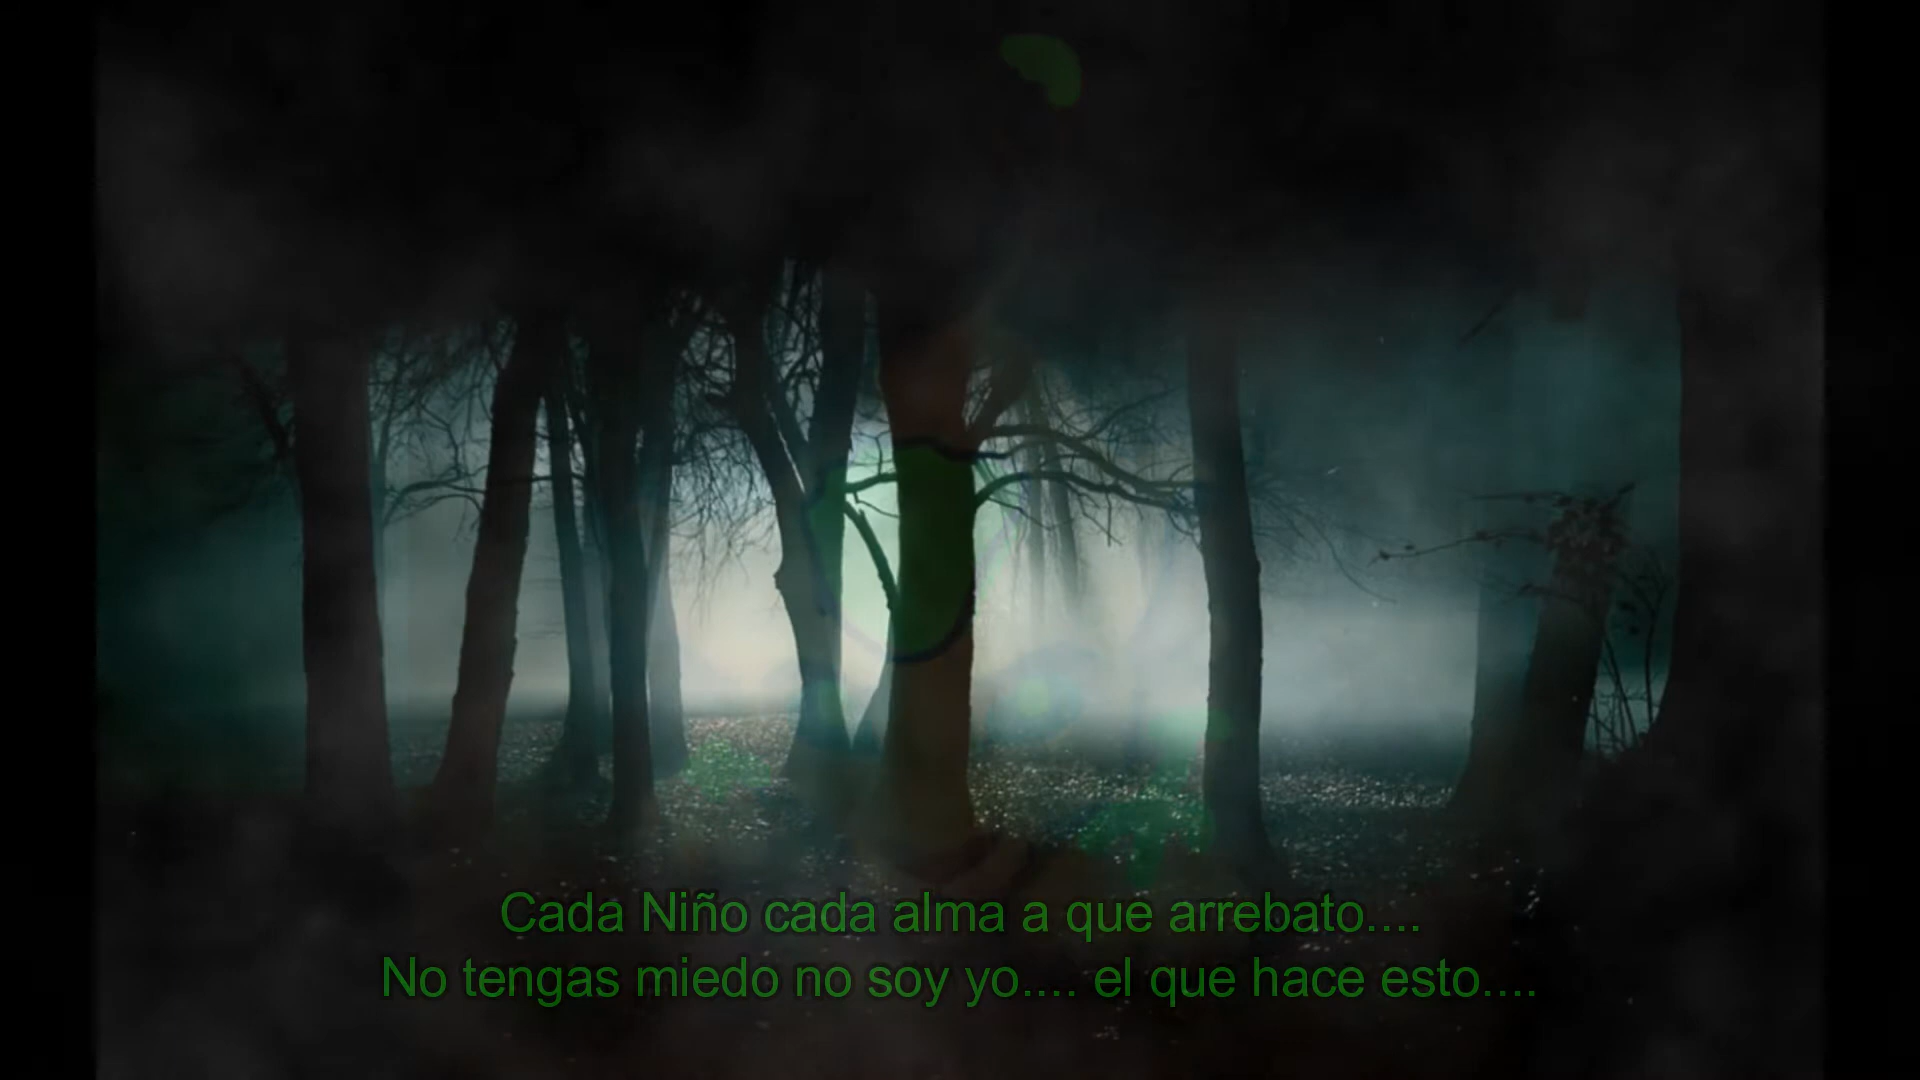 Cada Niño cada alma a que arrebato....
No tengas miedo no soy yo.... el que hace esto....